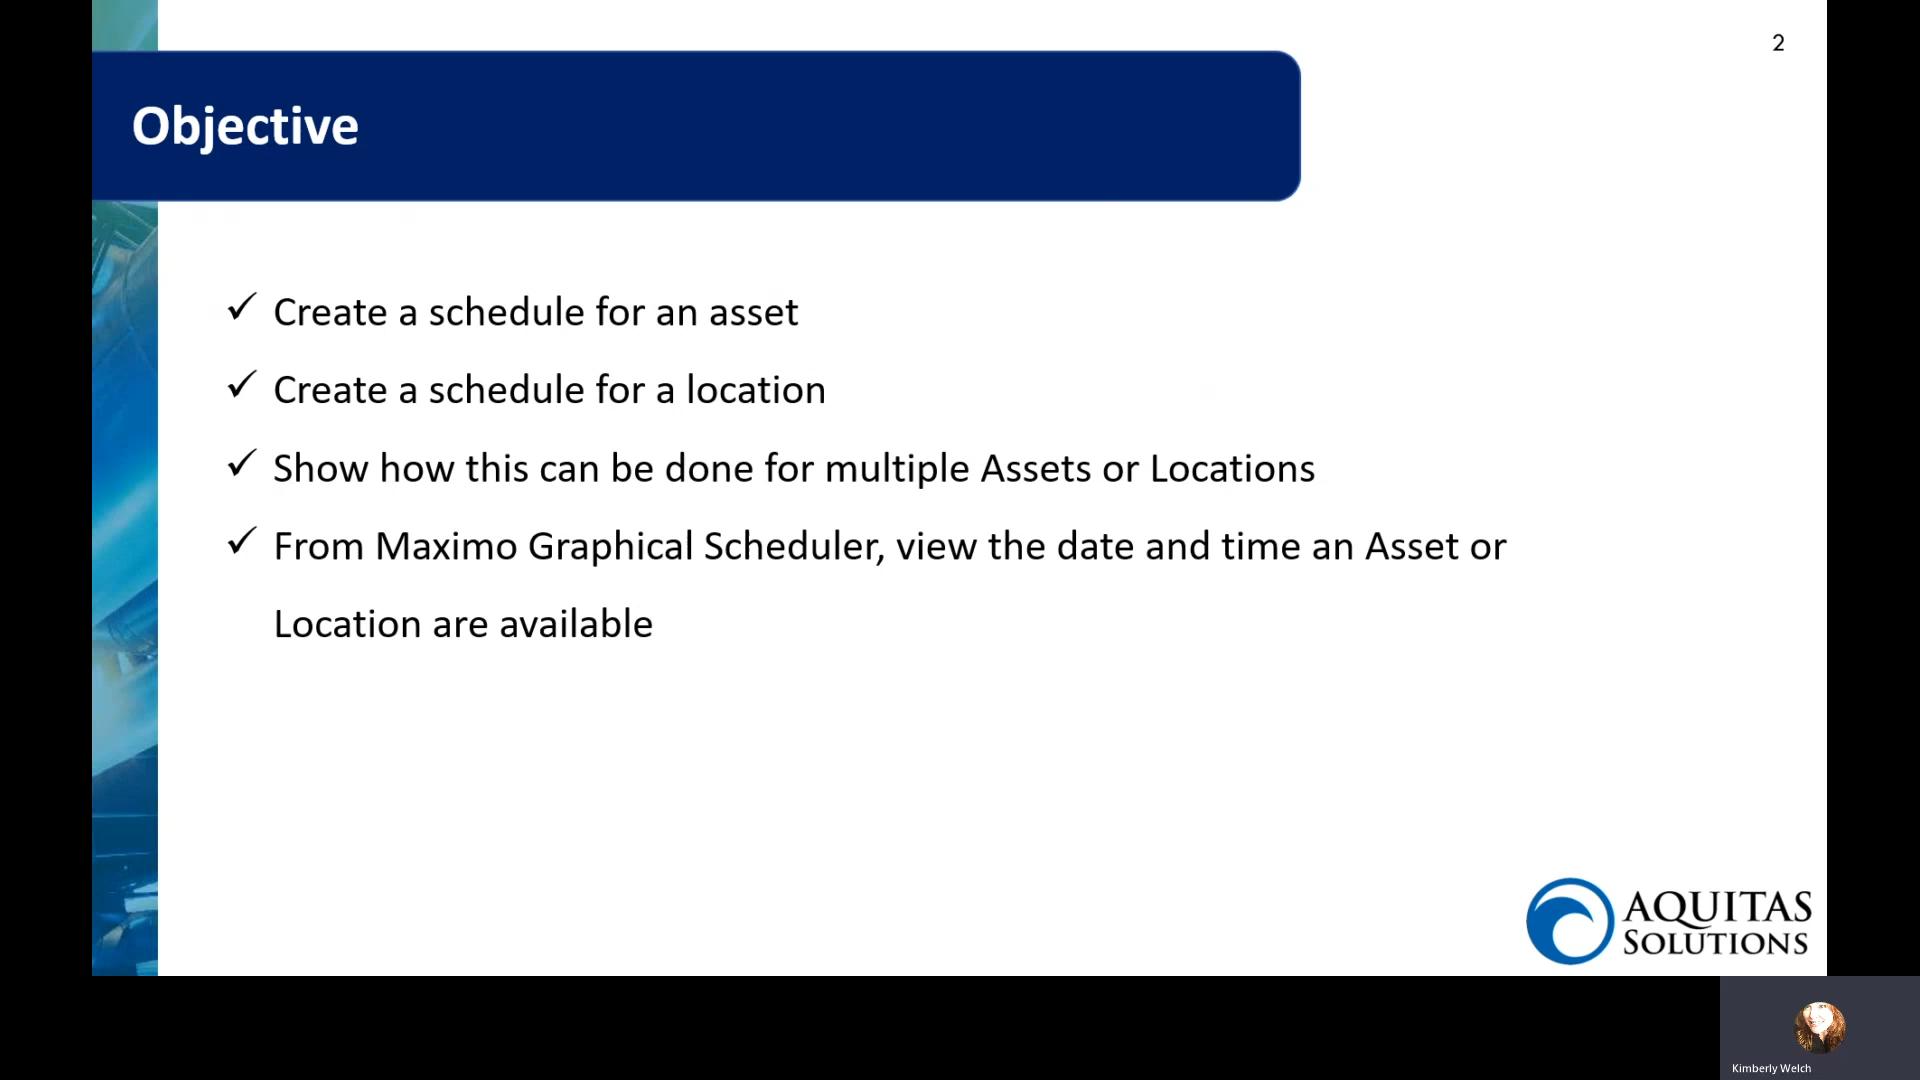 2
Objective
✓ Create a schedule for an asset
✓ Create a schedule for a location
✓ Show how this can be done for multiple Assets or Locations
✓ From Maximo Graphical Scheduler, view the date and time an Asset or
Location are available
AQUITAS
SOLUTIONS
Kimberly Welch